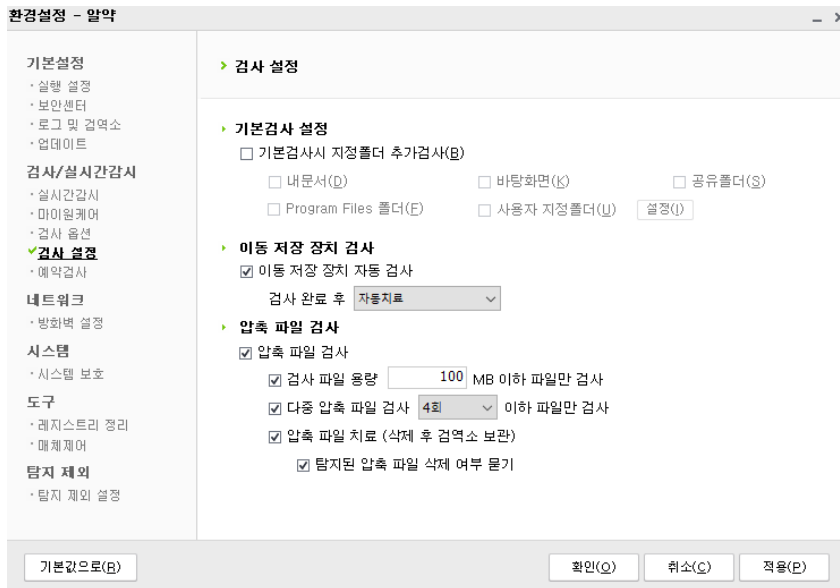 환경설정 - 알약
기본설정
·실행 설정
·보안센터
·로그 및 검역소
·업데이트
검사/실시간감시
·실시간감시
·마이원케어
·검사 옵션
검사 설정
·예약검사
네트워크
·방화벽 설정
시스템
·시스템 보호
도구
·레지스트리 정리
·매체제어
탐지 제외
·탐지 제외 설정
검사 설정
기본검사 설정
기본검사시 지정폴더 추가검사(B)
내문서(D) 바탕화면(K) 공유폴더(S)
Program Files 폴더(F) 사용자 지정폴더(U) 설정(I)
이동 저장 장치 검사
이동 저장 장치 자동 검사
검사 완료 후 자동치료
압축 파일 검사
압축 파일 검사
검사 파일 용량 100 MB 이하 파일만 검사
다중 압축 파일 검사 4회 이하 파일만 검사
압축 파일 치료 (삭제 후 검역소 보관)
탐지된 압축 파일 삭제 여부 묻기
기본값으로(R) 확인(O) 취소(C) 적용(P)